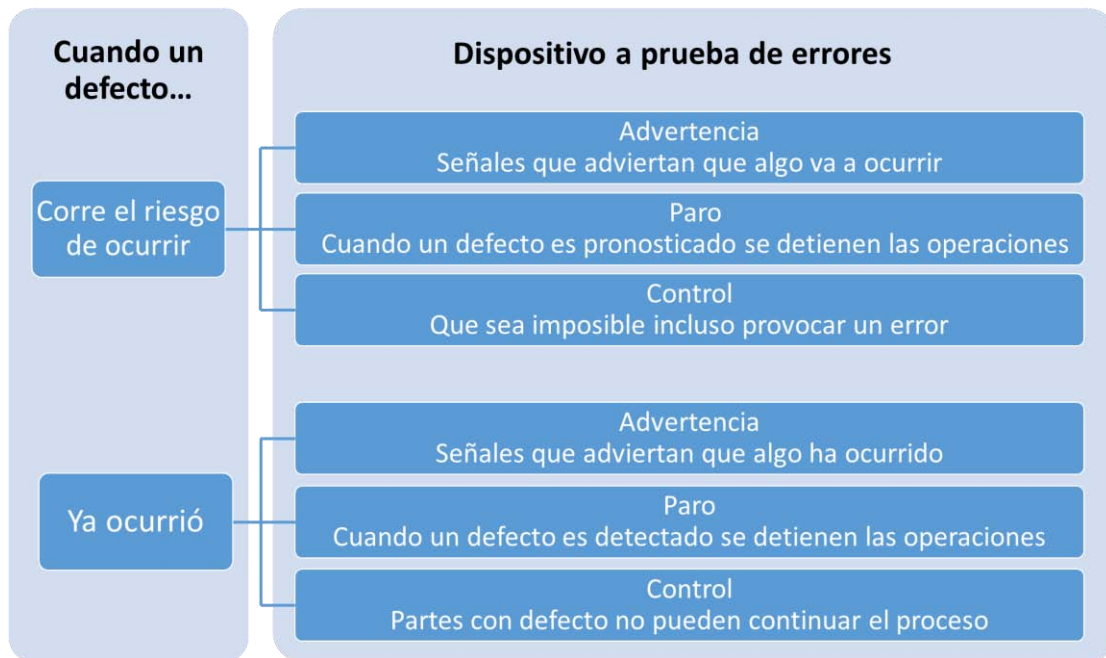 Cuando un
defecto...
Dispositivo a prueba de errores
Corre el riesgo
de ocurrir
Advertencia
Señales que adviertan que algo va a ocurrir
Paro
Cuando un defecto es pronosticado se detienen las operaciones
Control
Que sea imposible incluso provocar un error
Ya ocurrió
Advertencia
Señales que adviertan que algo ha ocurrido
Paro
Cuando un defecto es detectado se detienen las operaciones
Control
Partes con defecto no pueden continuar el proceso